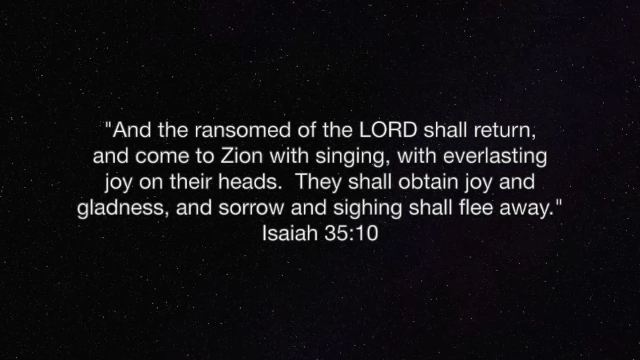 "And the ransomed of the LORD shall return,
and come to Zion with singing, with everlasting
joy on their heads.  They shall obtain joy and
gladness, and sorrow and sighing shall flee away."
Isaiah 35:10